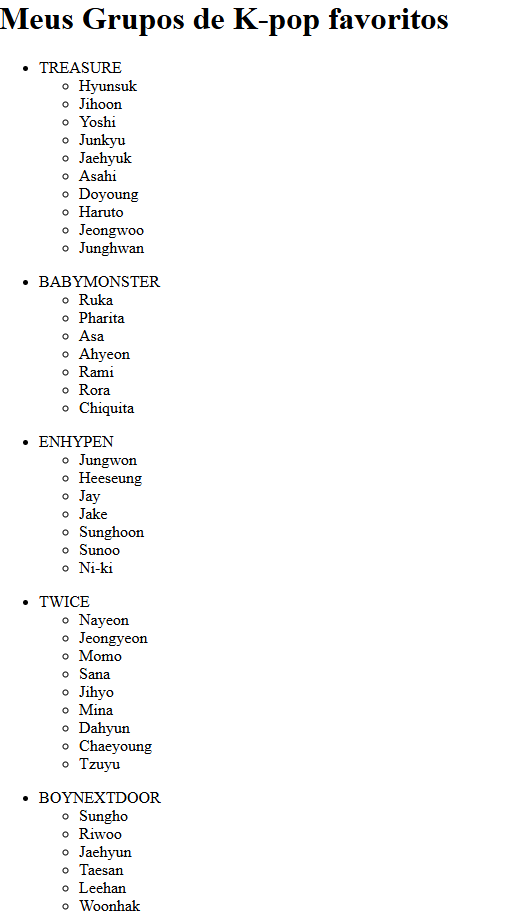 Meus Grupos de K-pop favoritos
TREASURE
Hyunsuk
Jihoon
Yoshi
Junkyu
Jaehyuk
Asahi
Doyoung
Haruto
Jeongwoo
Junghwan
BABYMONSTER
Ruka
Pharita
Asa
Ahyeon
Rami
Rora
Chiquita
ENHYPEN
Jungwon
Heeseung
Jay
Jake
Sunghoon
Sunoo
Ni-ki
TWICE
Nayeon
Jeongyeon
Momo
Sana
Jihyo
Mina
Dahyun
Chaeyoung
Tzuyu
BOYNEXTDOOR
Sungho
Riwoo
Jaehyun
Taesan
Leehan
Woonhak